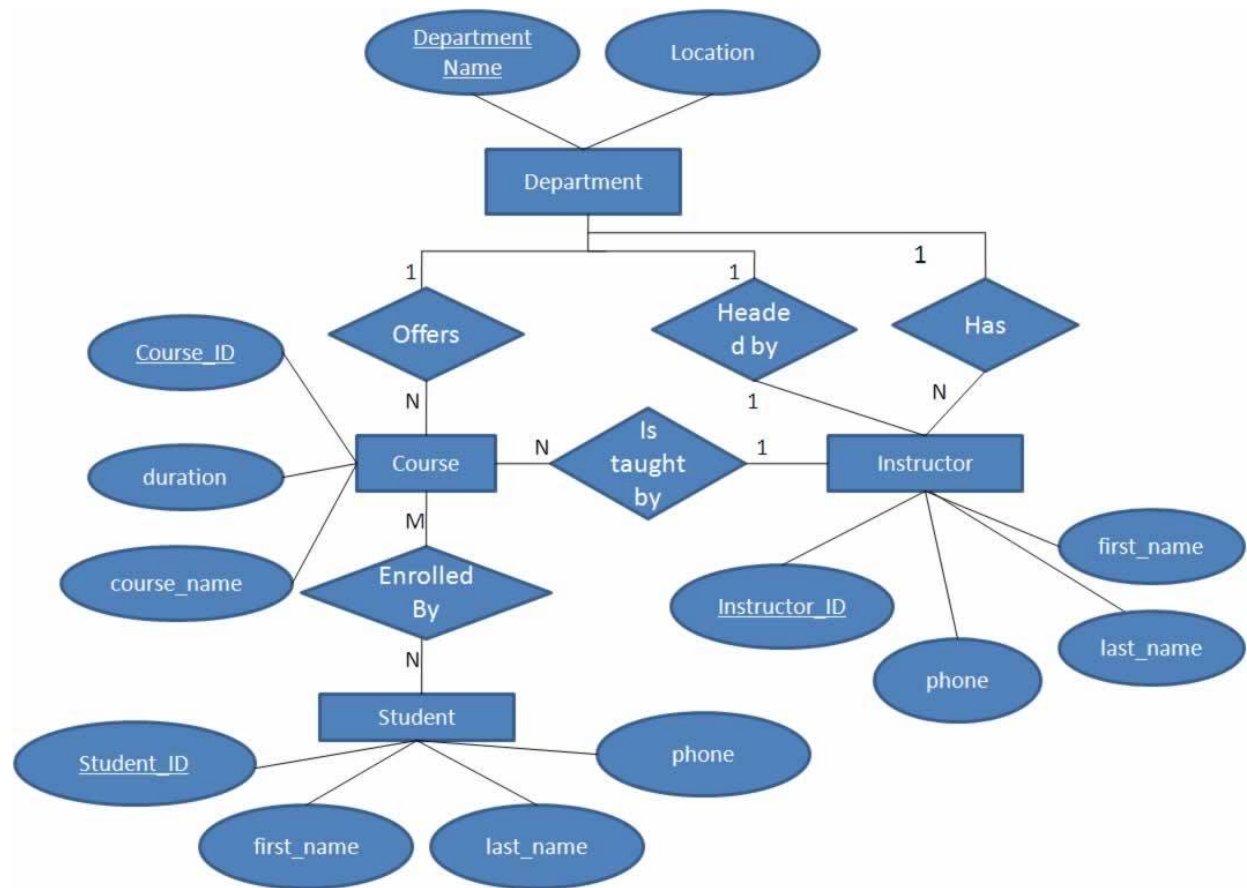 Department
Name
Location
Department
1
1
1
Offers
Heade
d by
Has
Course_ID
N
1
N
duration
Course
N
Is
taught
by
1
Instructor
course_name
M
Enrolled
By
N
first_name
Instructor_ID
last_name
phone
Student
Student_ID
phone
first_name
last_name